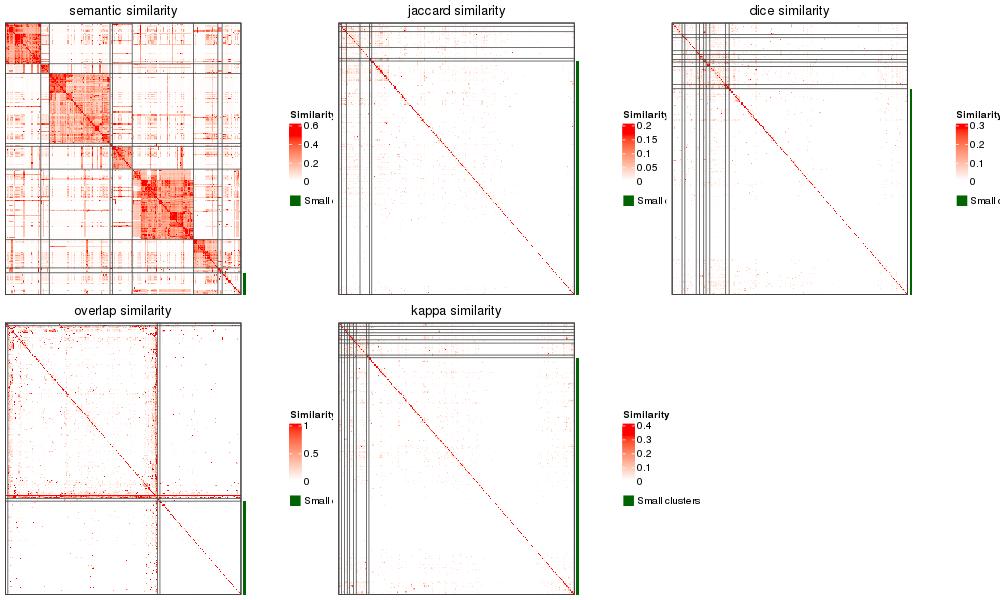 semantic similarity
Similarity
0.6
0.4
0.2
0
Small
jaccard similarity
Similarity
0.2
0.15
0.1
0.05
0
Small
dice similarity
Similarity
0.3
0.2
0.1
0
Small
overlap similarity
Similarity
1
0.5
0
Small
kappa similarity
Similarity
0.4
0.3
0.2
0.1
0
Small clusters